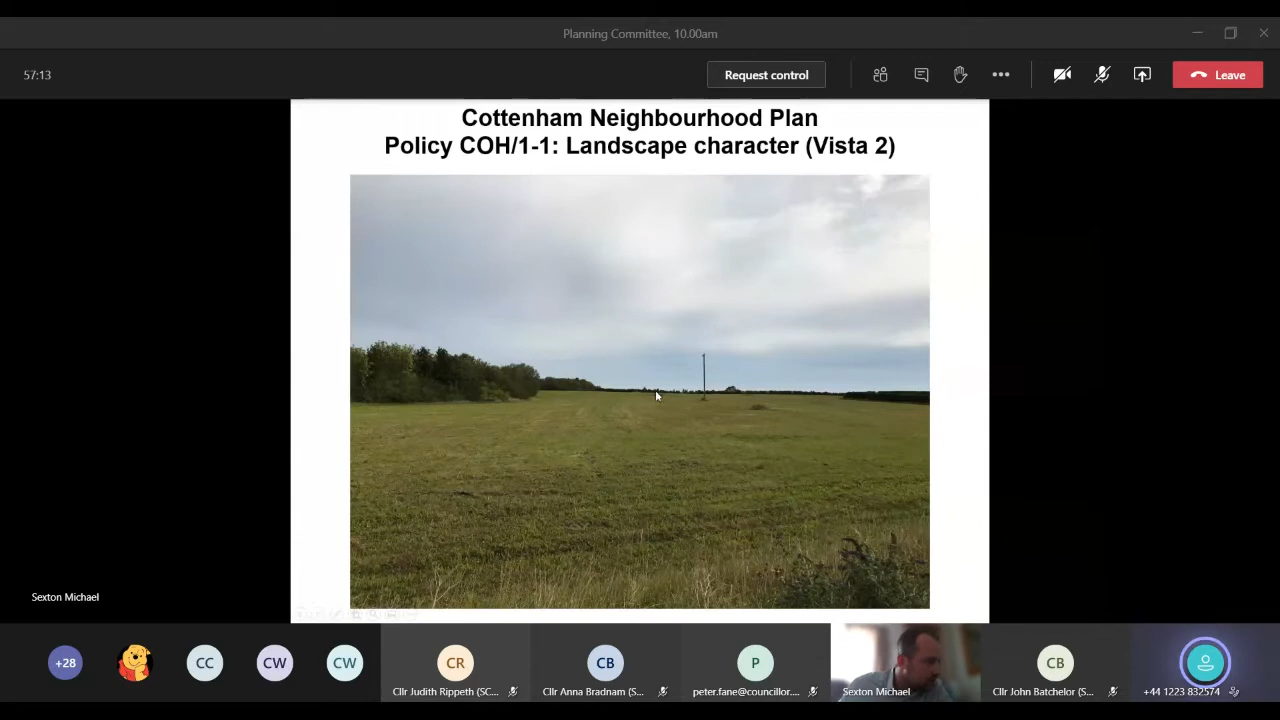 Planning Committee, 10.00am
57:13
Request control
Leave
Cottenham Neighbourhood Plan
Policy COH/1-1: Landscape character (Vista 2)
Sexton Michael
+28
CC
CW
CW
CR
Cllr Judith Rippeth (SC...
CB
Cllr Anna Bradnam (S...
P
peter.fane@councillor....
Sexton Michael
CB
Cllr John Batchelor (S...
+44 1223 832574